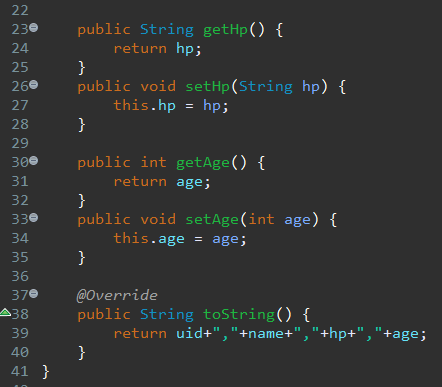 22
23 public String getHp() {
24 return hp;
25 }
26 public void setHp(String hp) {
27 this.hp = hp;
28 }
29
30 public int getAge() {
31 return age;
32 }
33 public void setAge(int age) {
34 this.age = age;
35 }
36
37 @Override
38 public String toString() {
39 return uid+","+name+","+hp+","+age;
40 }
41 }